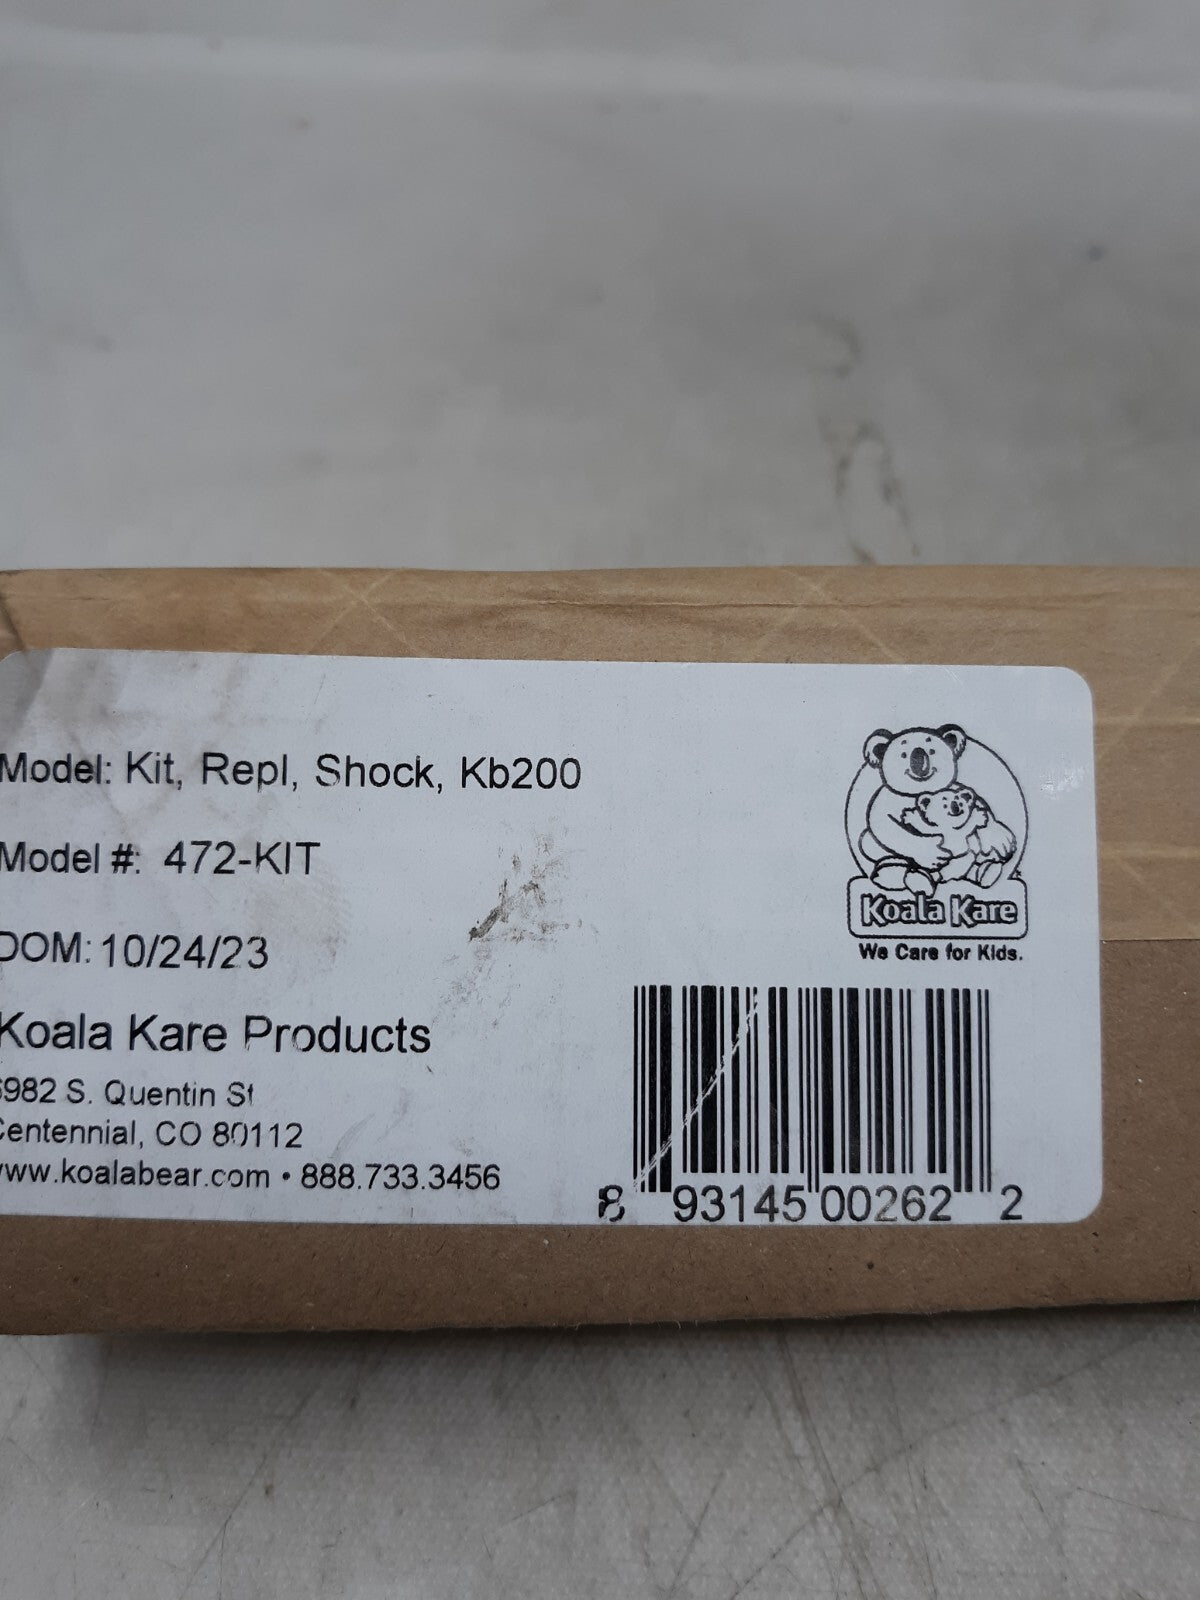 Model: Kit, Repl, Shock, Kb200
Model #: 472-KIT
DOM: 10/24/23
Koala Kare Products
6982 S. Quentin St
Centennial, CO 80112
www.koalabear.com • 888.733.3456
Koala Kare
We Care for Kids.
8 93145 00262 2